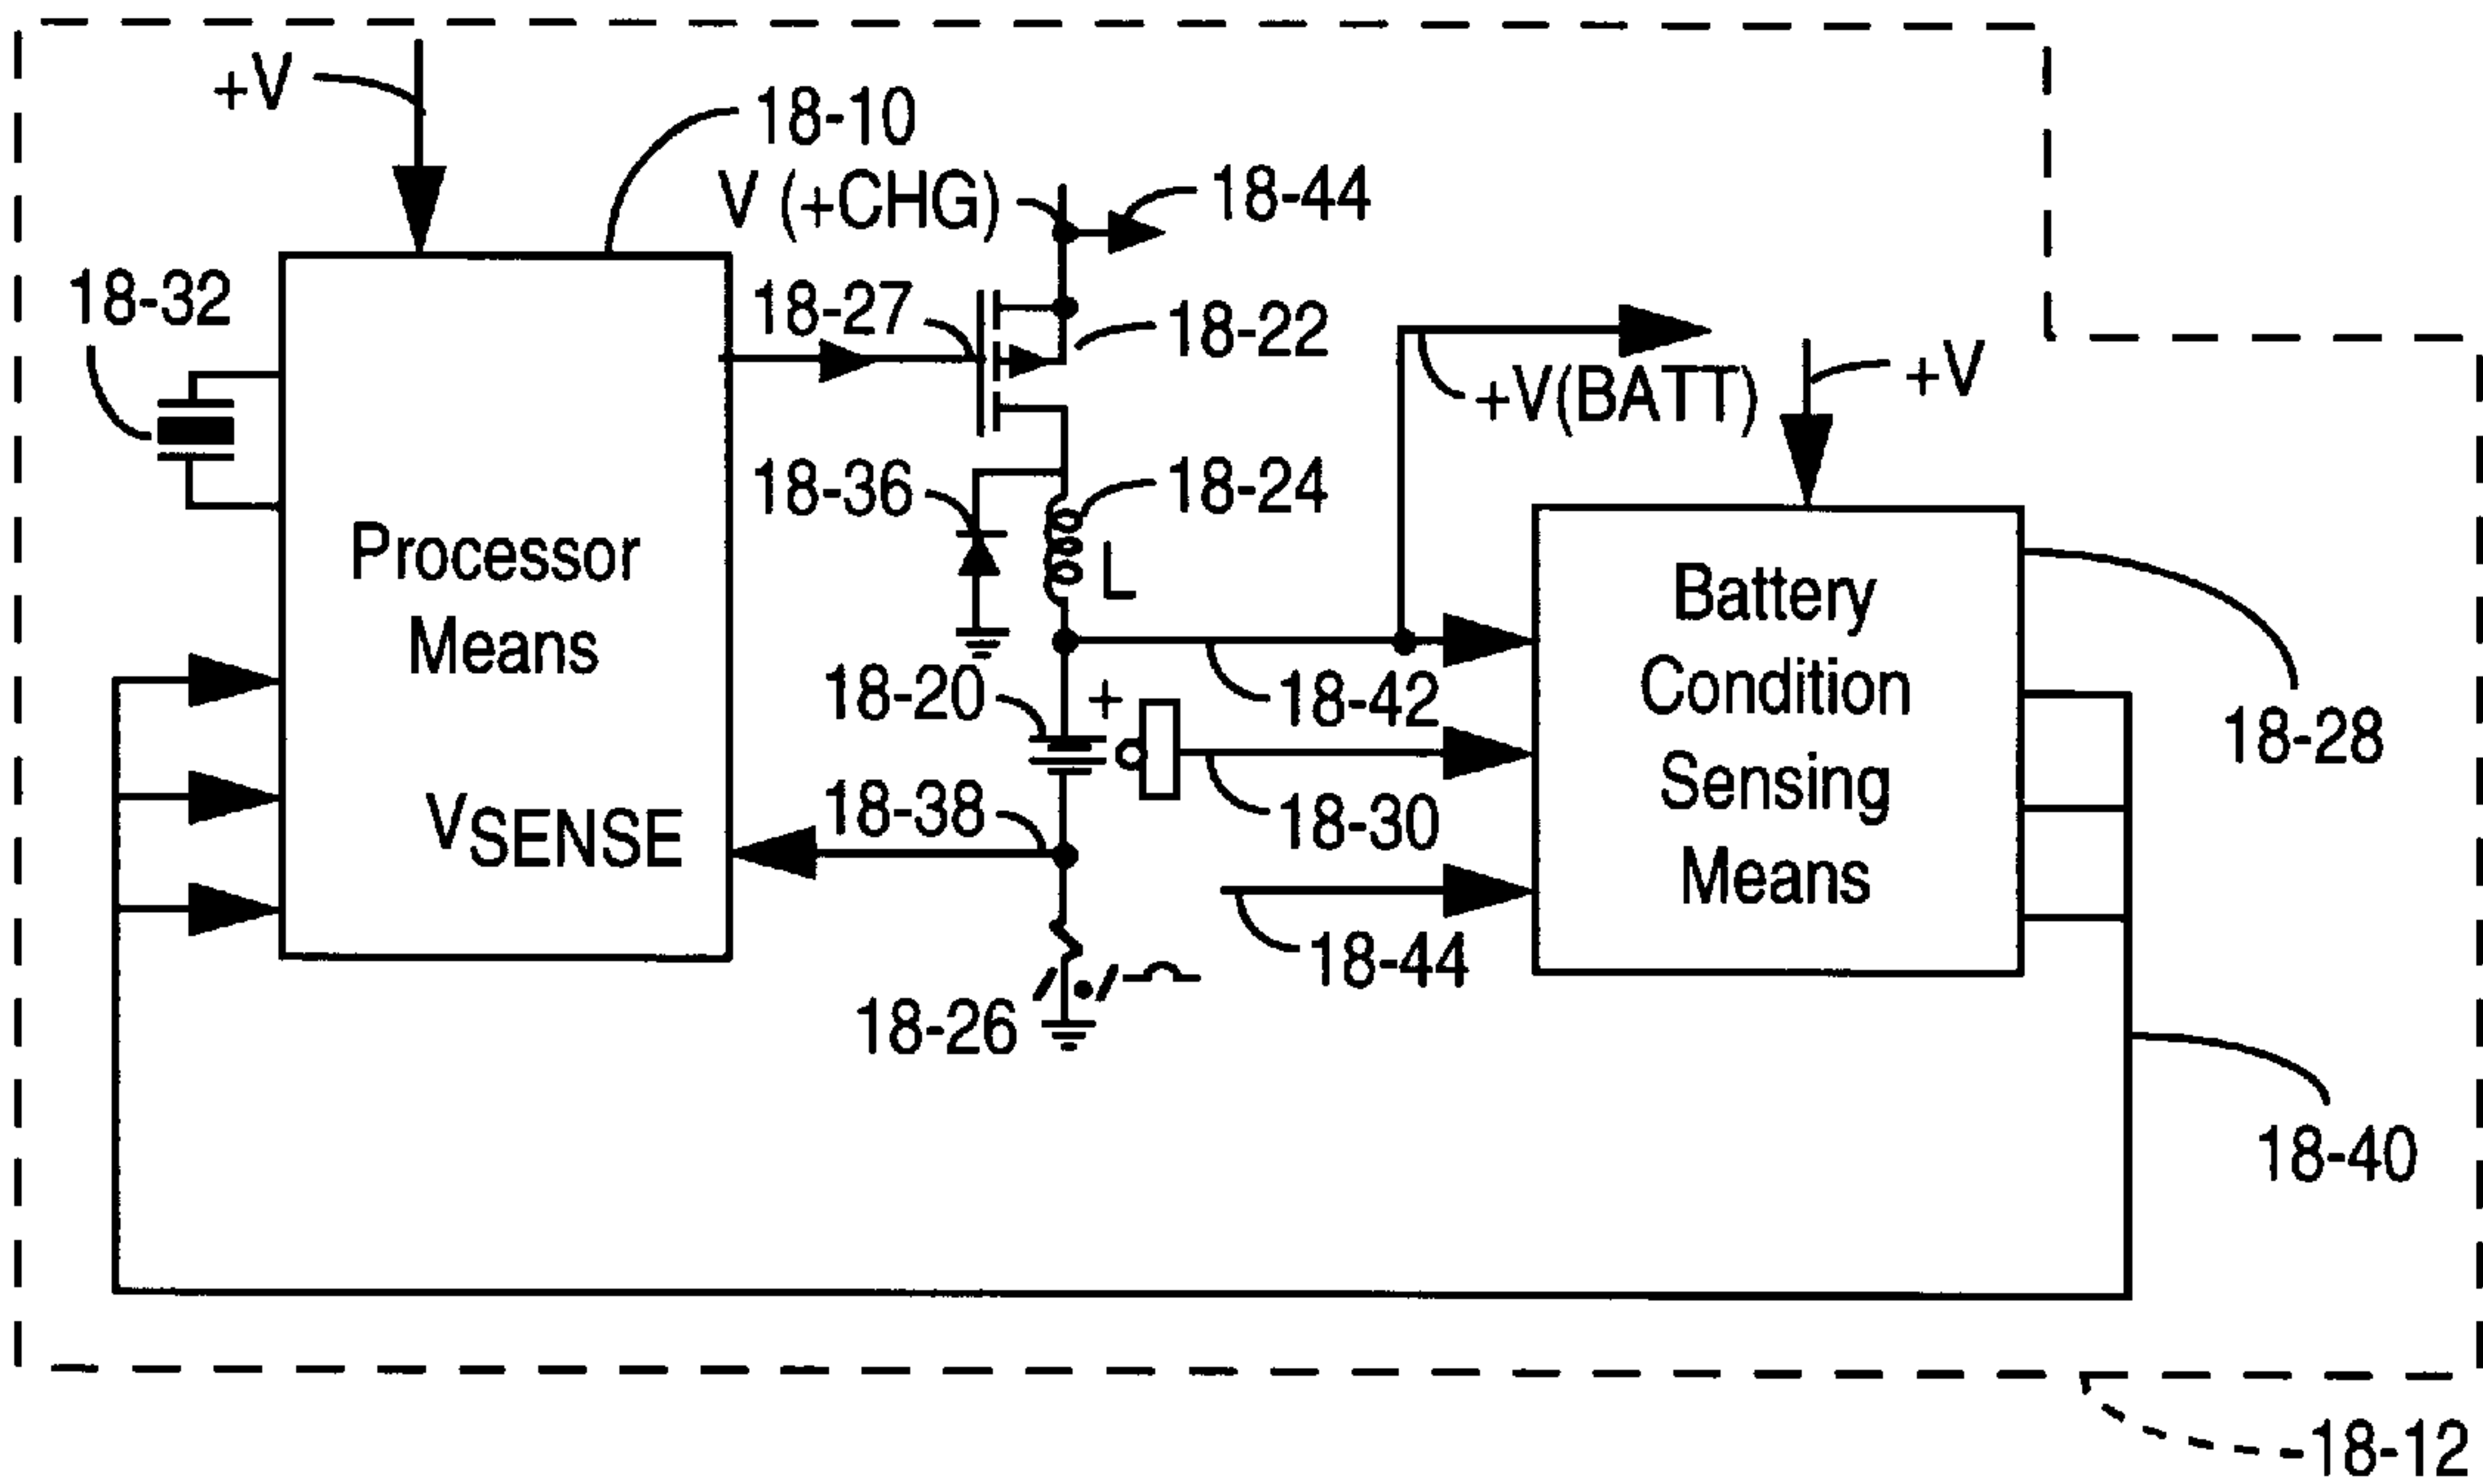 +V
18-10
V (+CHG)
18-44
18-32
18-27
18-22
+V(BATT)
+V
18-36
18-24
L
Processor
Means
VSENSE
Battery
Condition
Sensing
Means
18-20
+
18-42
18-28
18-38
18-30
18-44
18-26
18-40
18-12